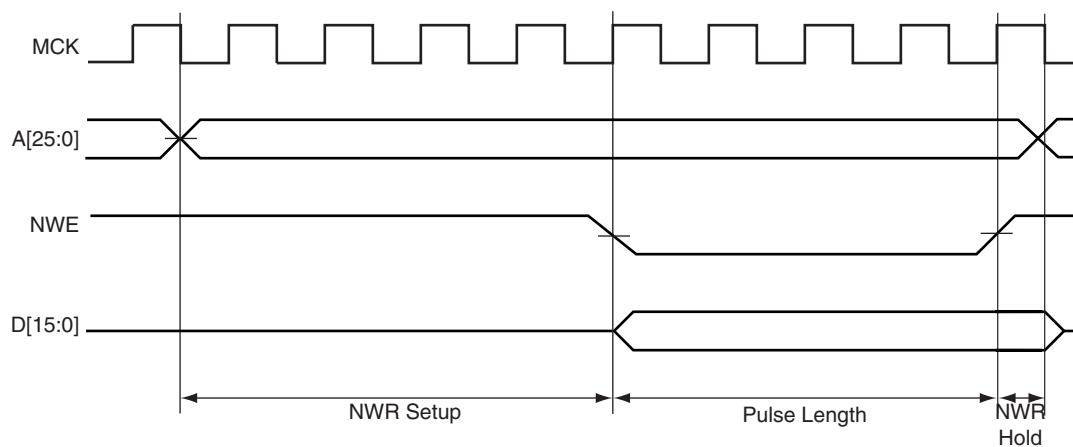 MCK
A[25:0]
NWE
D[15:0]
NWR Setup
Pulse Length
NWR
Hold